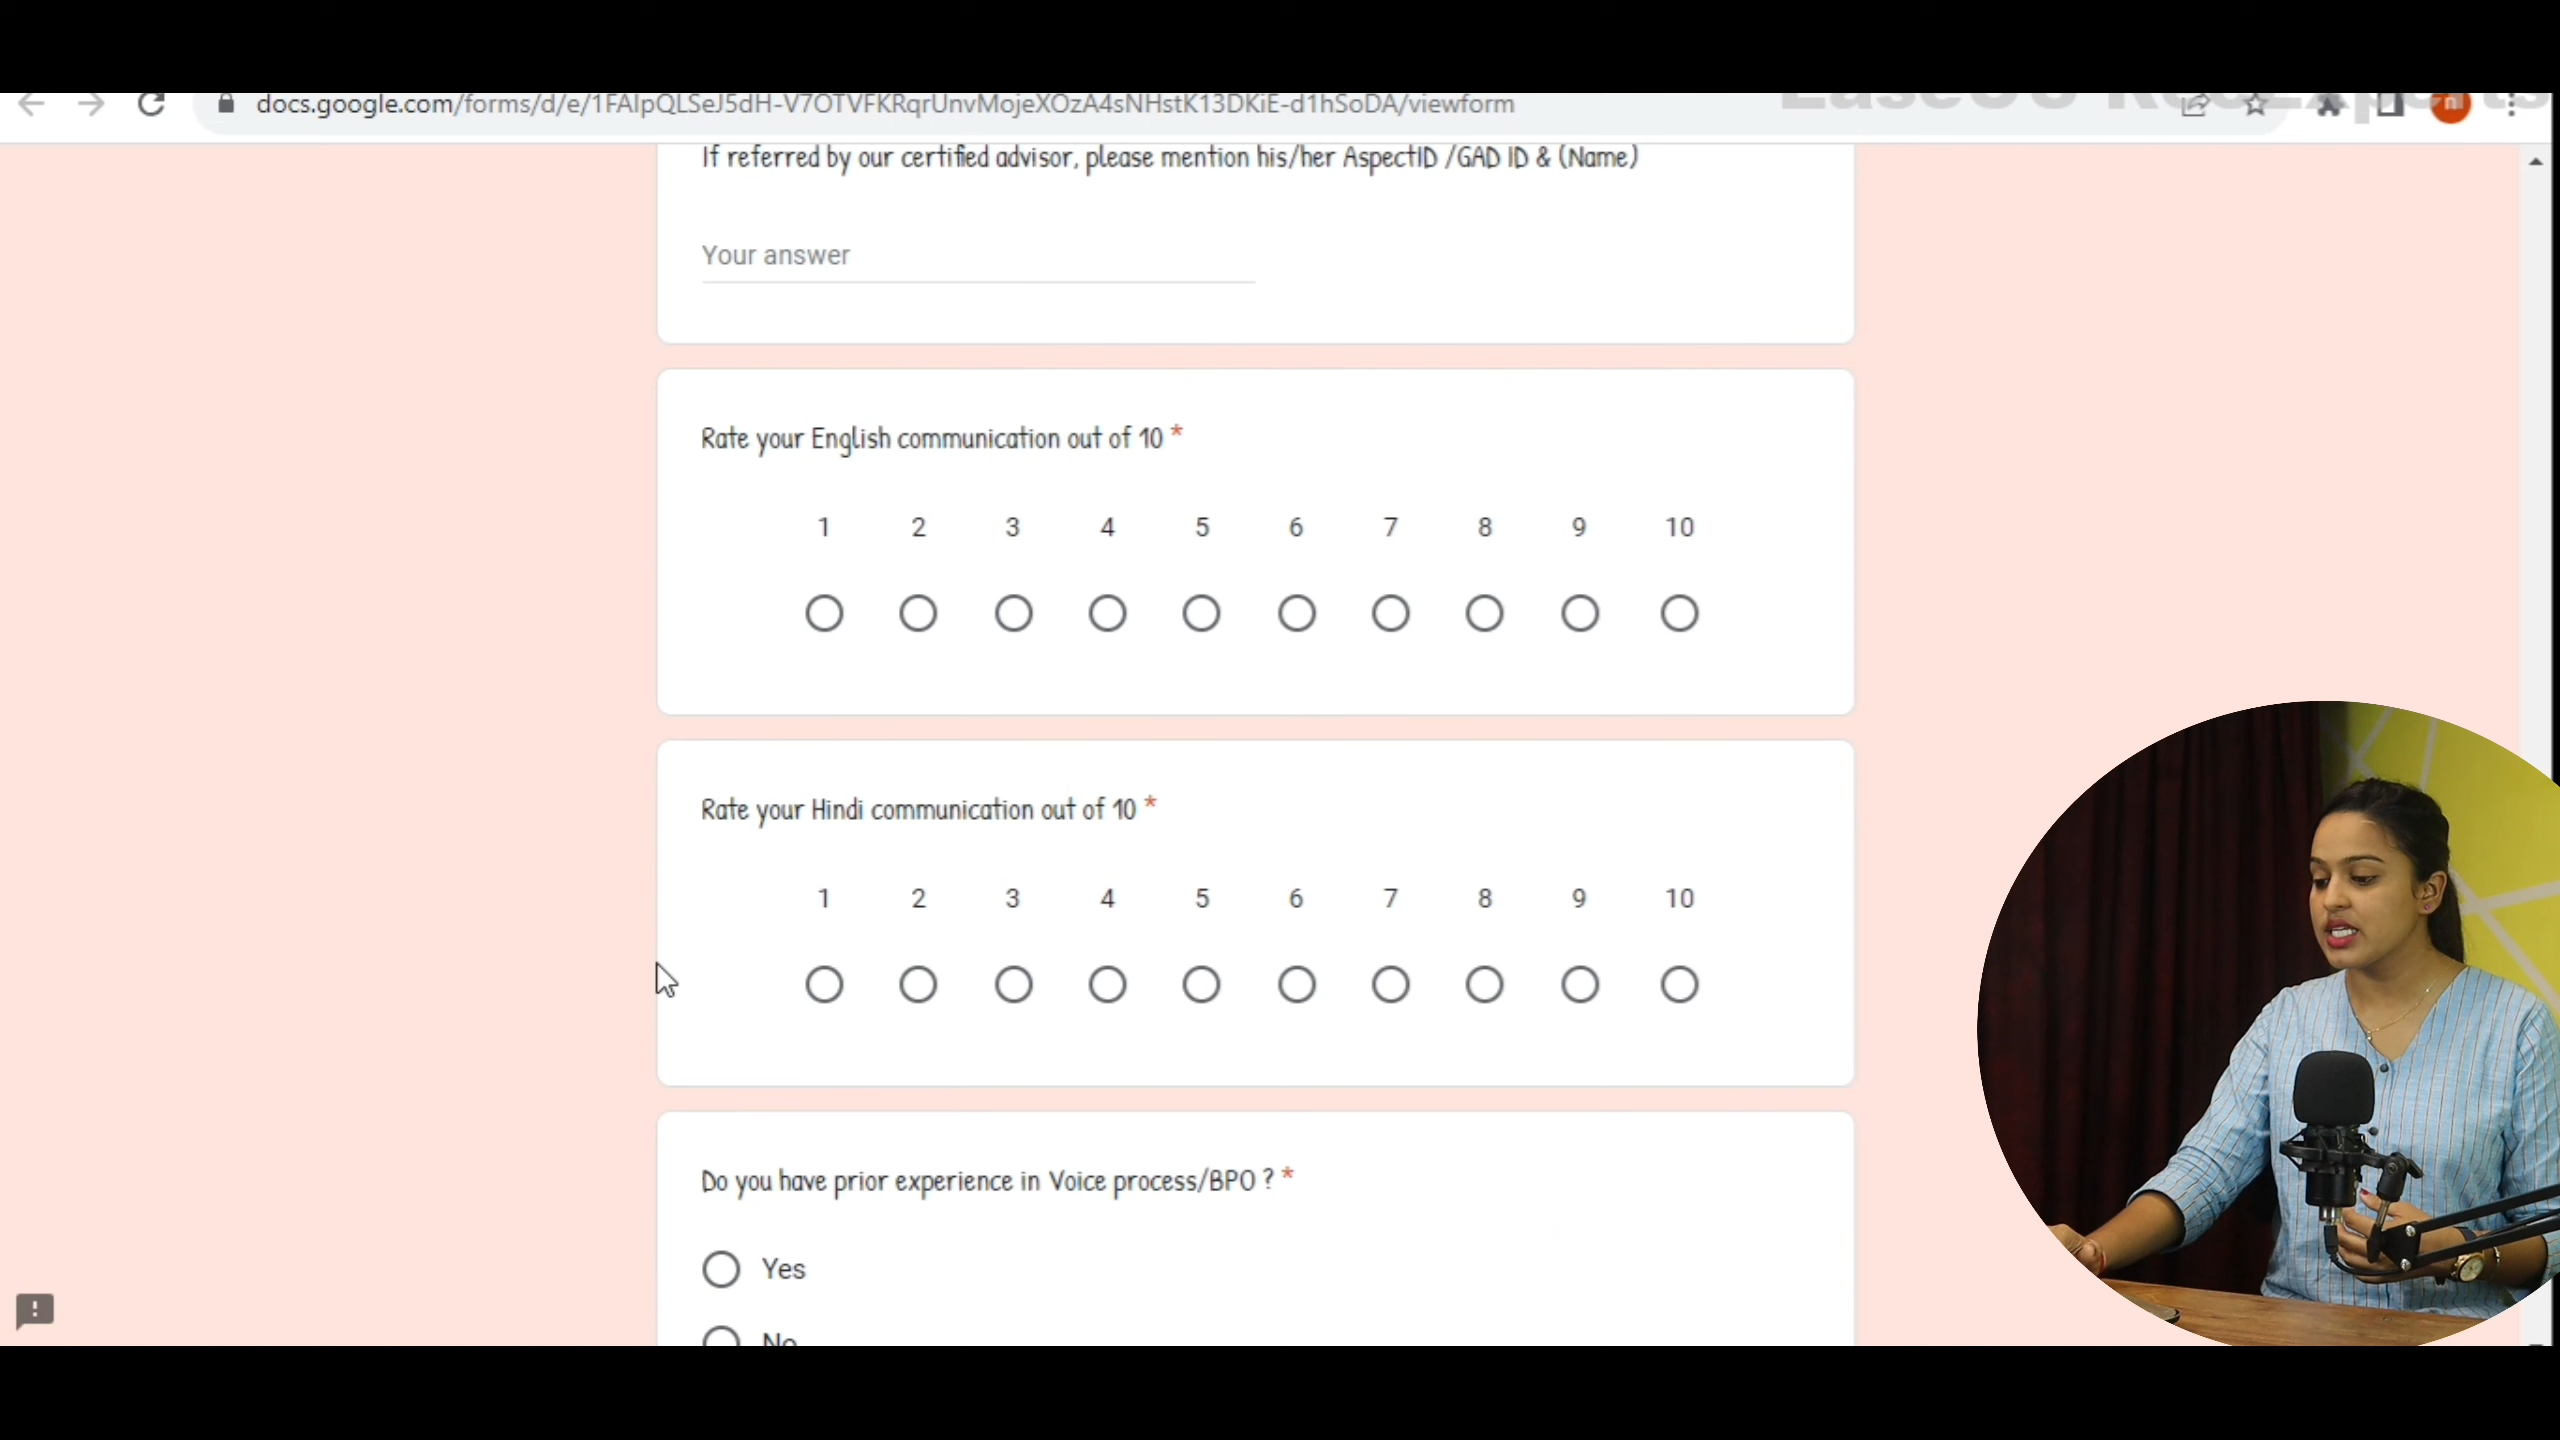 docs.google.com/forms/d/e/1FAIpQLSeJ5dH-V7OTVFKRqrUnvMojeXOzA4sNHstK13DKiE-d1hSoDA/viewform
n
If referred by our certified advisor, please mention his/her AspectID /GAD ID & (Name)
Your answer
Rate your English communication out of 10 *
1 2 3 4 5 6 7 8 9 10
Rate your Hindi communication out of 10 *
1 2 3 4 5 6 7 8 9 10
Do you have prior experience in Voice process/BPO ? *
Yes
No